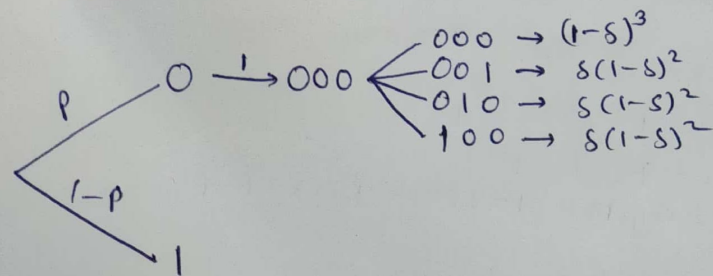 000 → (1-δ)³
0 →¹ 000
001 → δ(1-δ)²
010 → δ(1-δ)²
p
100 → δ(1-δ)²
1-p
1